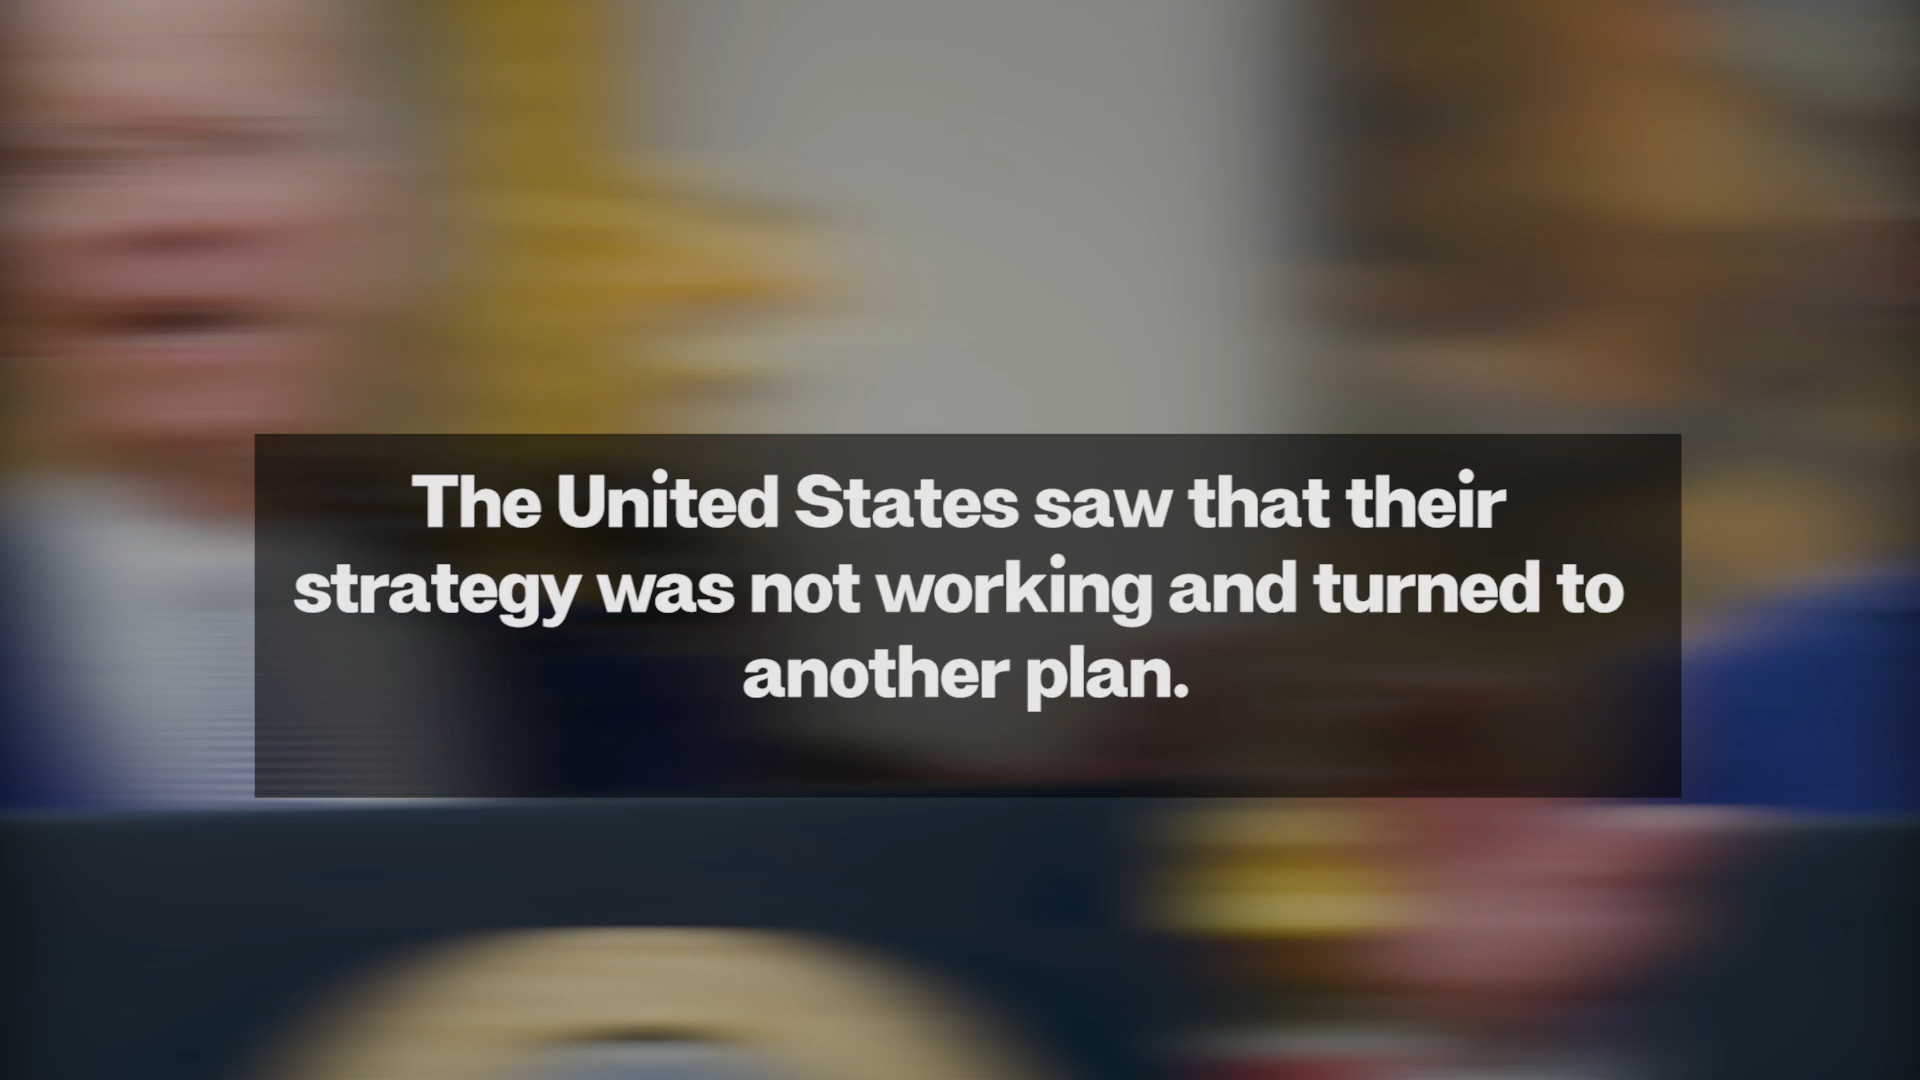 The United States saw that their
strategy was not working and turned to
another plan.